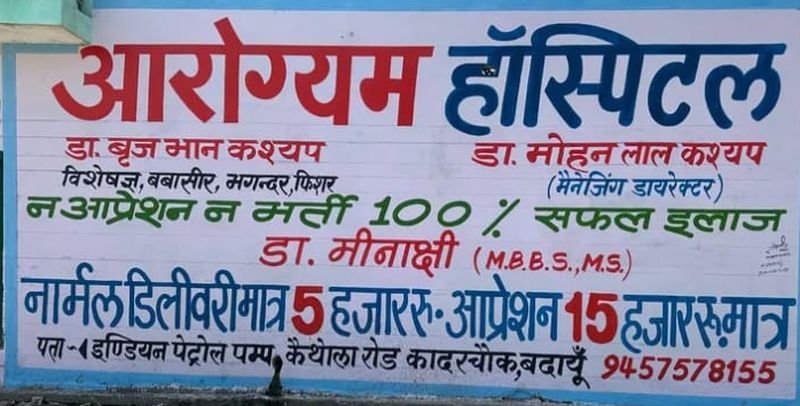 आरोग्यम हॉस्पिटल
डा. बृज भान कश्यप
डा. मोहन लाल कश्यप
विशेषज्ञ, बबासीर, भगन्दर, फिशर
(मैनेजिंग डायरेक्टर)
न आप्रेशन न भर्ती 100 % सफल इलाज
डा. मीनाक्षी (M.B.B.S., M.S.)
नार्मल डिलीवरी मात्र 5 हजार रु. आप्रेशन 15 हजार रू मात्र
पता - इण्डियन पेट्रोल पम्प, कैथोला रोड कादरचौक, बदायूँ 9457578155